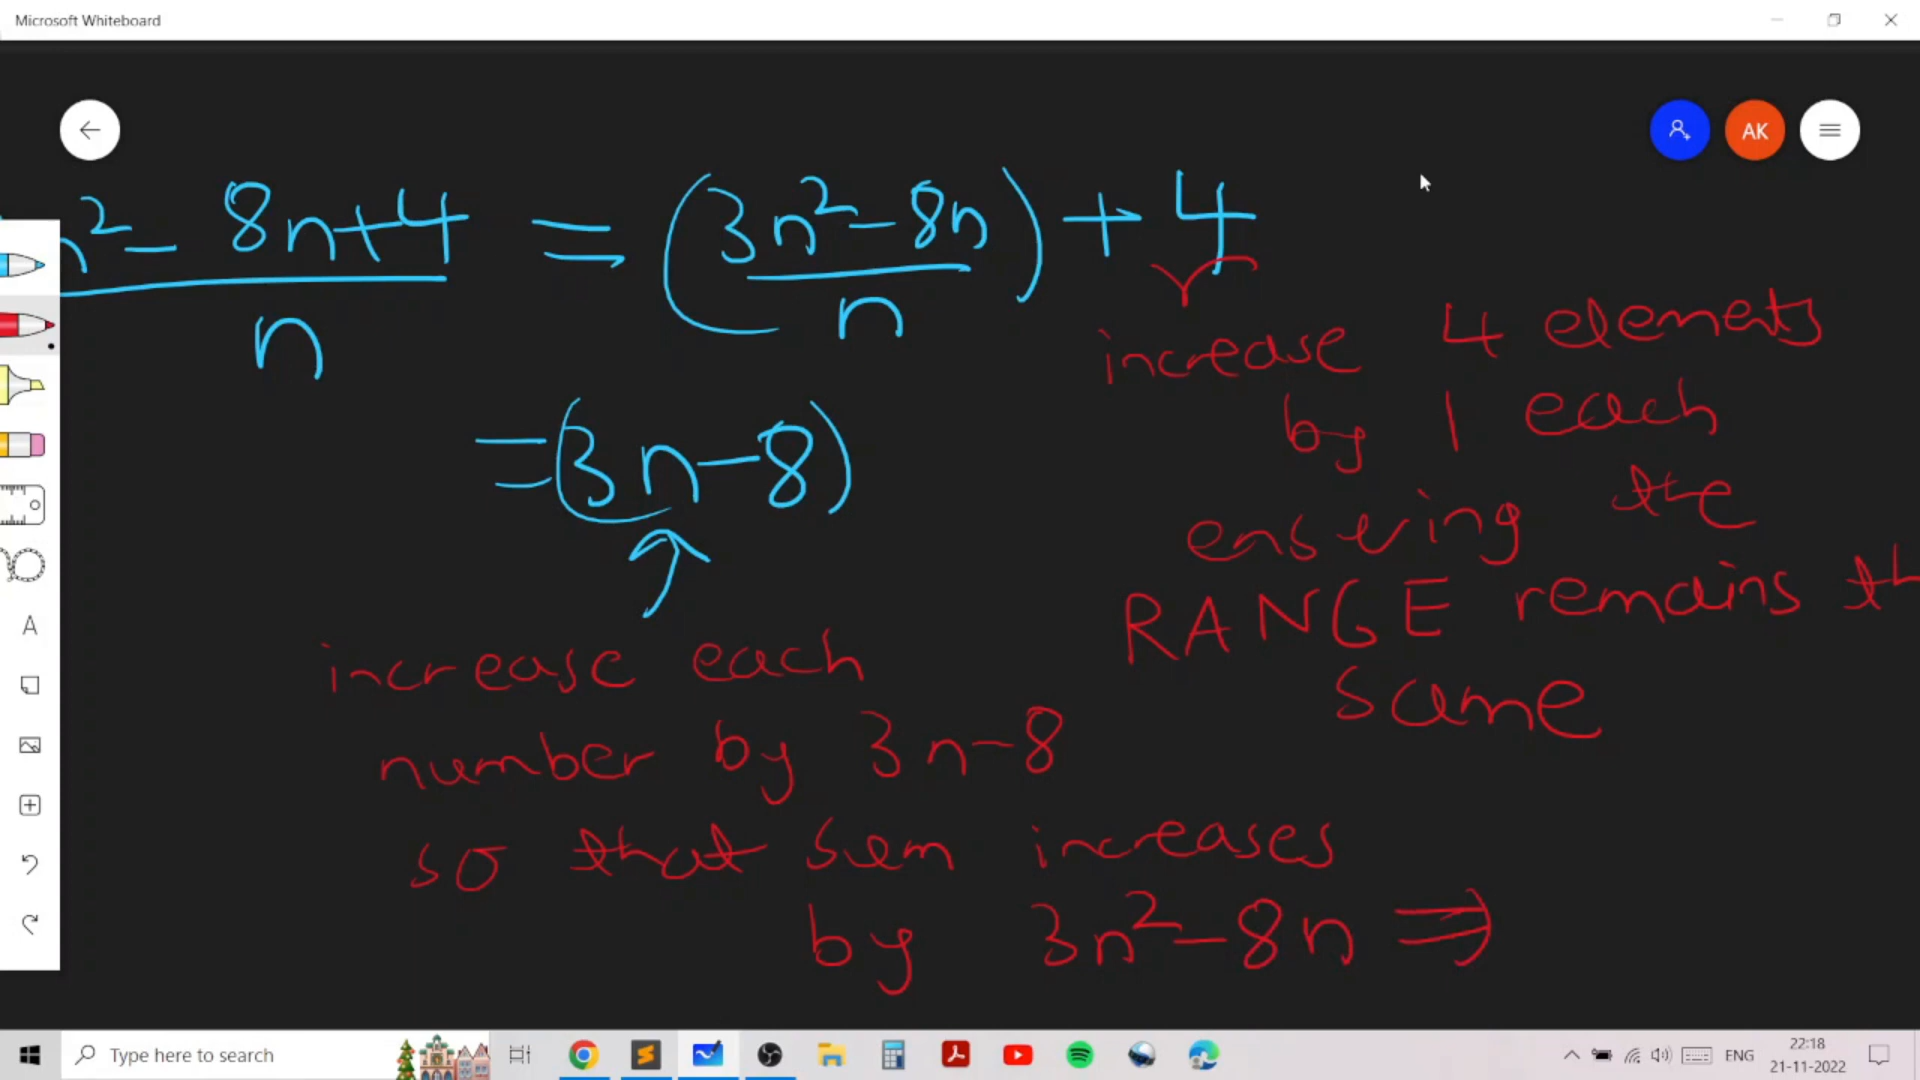 Microsoft Whiteboard
AK
n² - 8n+4 = (3n² - 8n) + 4
n n
increase 4 elements
by 1 each
= (3n - 8)
ensering the
RANGE remains th
same
increase each
number by 3n - 8
so that sum increases
by 3n² - 8n ⇒
A
Type here to search
ENG
22:18
21-11-2022